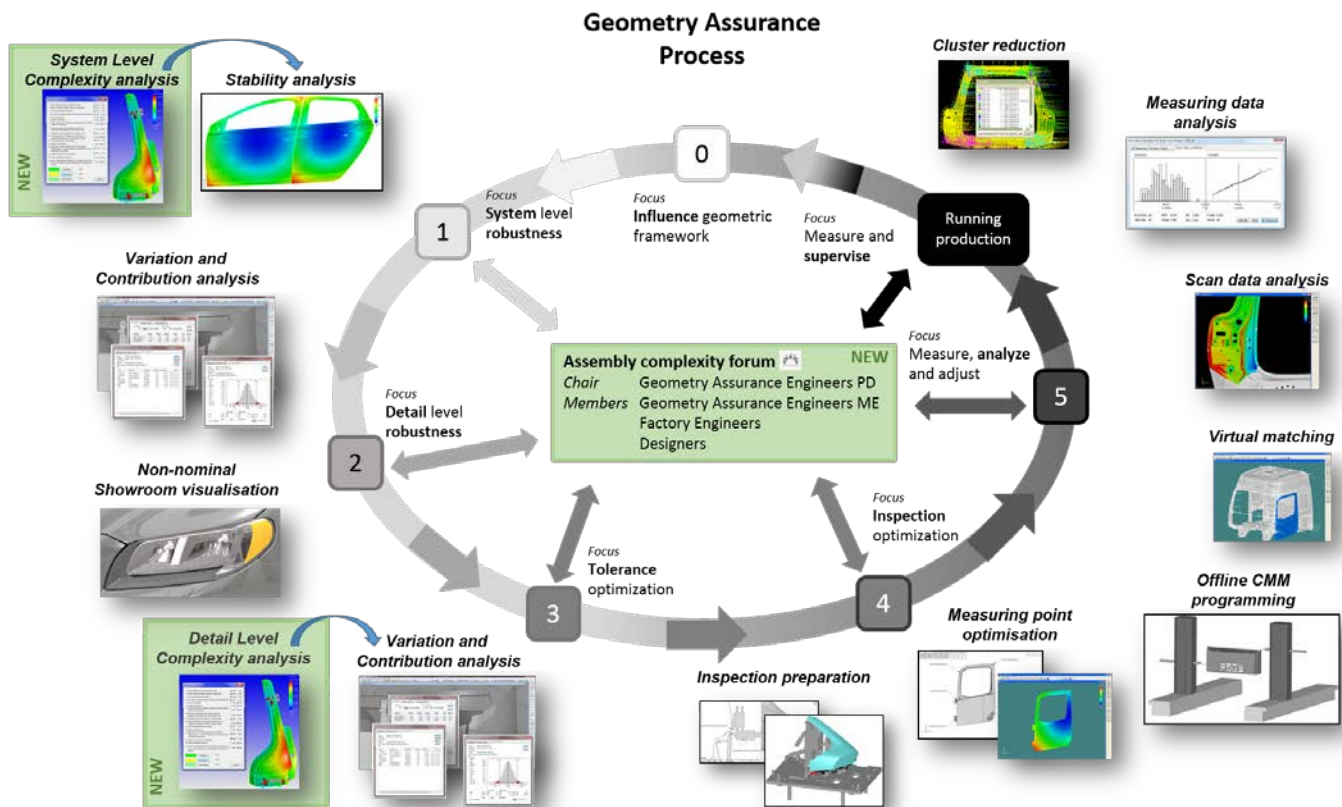 Geometry Assurance
Process
System Level
Complexity analysis
NEW
Stability analysis
Cluster reduction
Measuring data
analysis
0
Focus
Influence geometric
framework
Focus
System level
robustness
1
Focus
Measure and
supervise
Running
production
Variation and
Contribution analysis
Scan data analysis
Assembly complexity forum NEW
Chair Geometry Assurance Engineers PD
Members Geometry Assurance Engineers ME
Factory Engineers
Designers
Focus
Measure, analyze
and adjust
5
Focus
Detail level
robustness
2
Virtual matching
Non-nominal
Showroom visualisation
Focus
Inspection
optimization
4
Focus
Tolerance
optimization
3
Offline CMM
programming
Detail Level
Complexity analysis
NEW
Variation and
Contribution analysis
Inspection preparation
Measuring point
optimisation